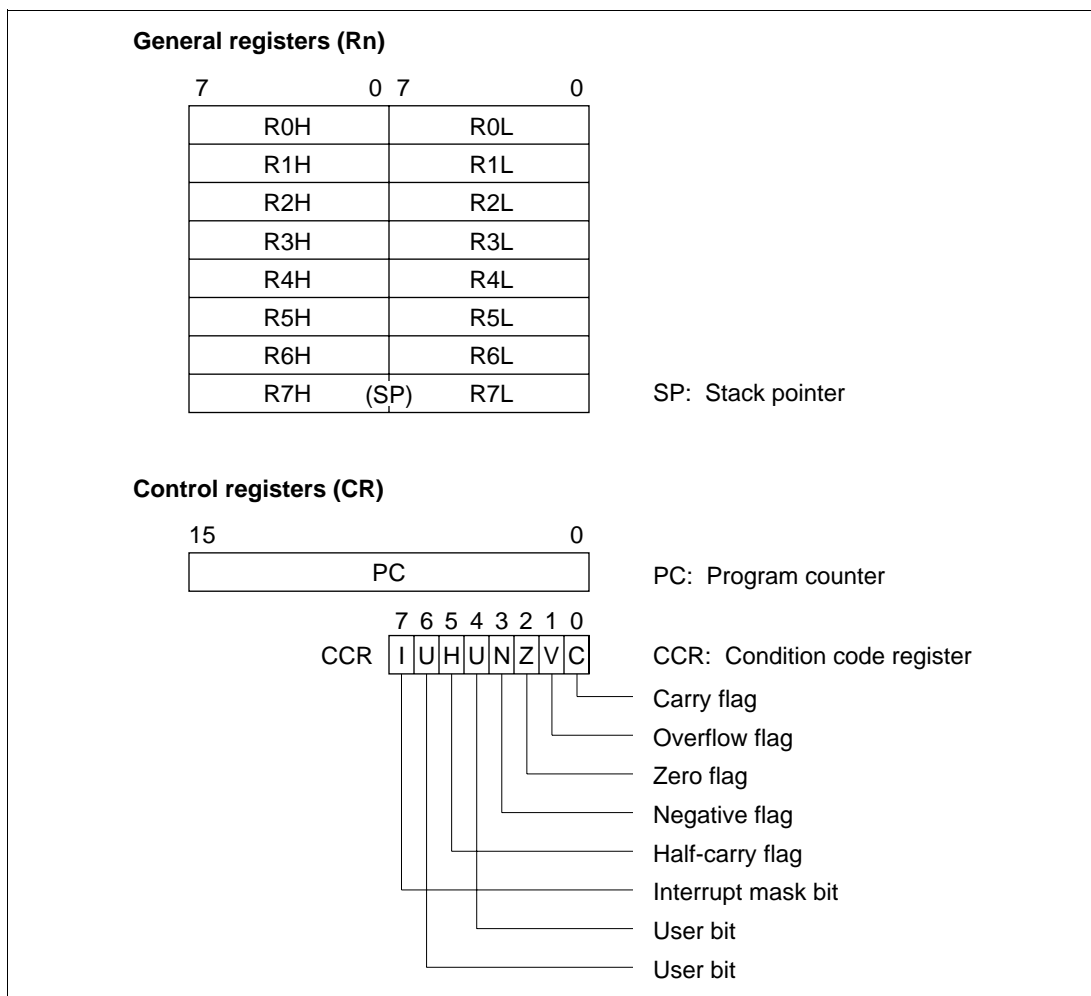 General registers (Rn)
7 0 7 0
R0H R0L
R1H R1L
R2H R2L
R3H R3L
R4H R4L
R5H R5L
R6H R6L
R7H (SP) R7L SP: Stack pointer
Control registers (CR)
15 0
PC PC: Program counter
7 6 5 4 3 2 1 0
CCR I U H U N Z V C CCR: Condition code register
Carry flag
Overflow flag
Zero flag
Negative flag
Half-carry flag
Interrupt mask bit
User bit
User bit